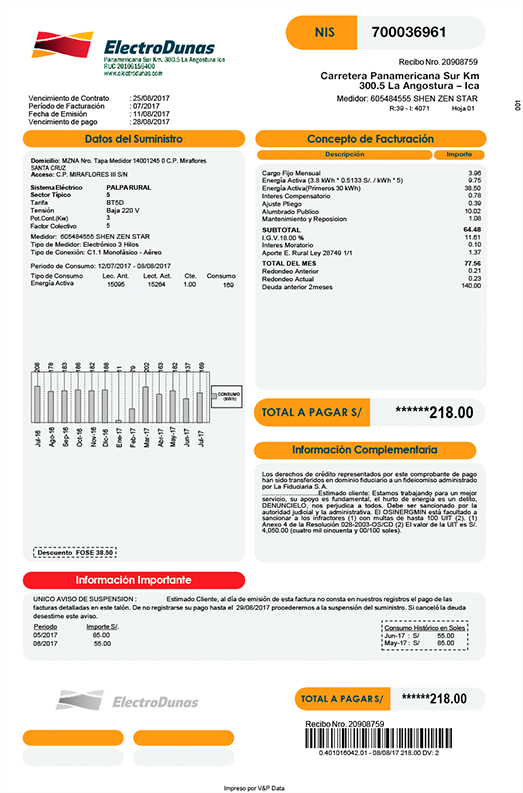 NIS 700036961
ElectroDunas
Panamericana Sur Km. 300.5 La Angostura Ica
RUC 20106156400
www.electrodunas.com
Recibo Nro. 20908759
Carretera Panamericana Sur Km
300.5 La Angostura – Ica
Medidor: 605484555 SHEN ZEN STAR
R:39 - I: 4071 Hoja 01
001
Vencimiento de Contrato : 25/08/2017
Período de Facturación : 07/2017
Fecha de Emisión : 11/08/2017
Vencimiento de pago : 28/08/2017
Datos del Suministro
Domicilio: MZNA Nro. Tapa Medidor 14001245 0 C.P. Miraflores
SANTA CRUZ
Acceso: C.P. MIRAFLORES III S/N
Sistema Eléctrico PALPA RURAL
Sector Típico 5
Tarifa BT5D
Tensión Baja 220 V
Pot.Cont.(Kw) 3
Factor Colectivo 5
Medidor: 605484555 SHEN ZEN STAR
Tipo de Medidor: Electrónico 3 Hilos
Tipo de Conexión: C1.1 Monofásico - Aéreo
Periodo de Consumo: 12/07/2017 - 08/08/2017
Tipo de Consumo Lec. Ant. Lect. Act. Cte. Consumo
Energía Activa 15095 15264 1.00 169
208 178 183 186 182 188 11 79 202 163 182 137 169
CONSUMO
(kW/h)
Jul-16 Ago-16 Sep-16 Oct-16 Nov-16 Dic-16 Ene-17 Feb-17 Mar-17 Abr-17 May-17 Jun-17 Jul-17
Descuento FOSE 38.50
Concepto de Facturación
Descripción Importe
Cargo Fijo Mensual 3.96
Energía Activa (3.8 kWh * 0.5133 S/. / kWh * 5) 9.75
Energía Activa(Primeros 30 kWh) 38.50
Interes Compensatorio 0.78
Ajuste Pliego 0.39
Alumbrado Publico 10.02
Mantenimiento y Reposicion 1.08
SUBTOTAL 64.48
I.G.V.18.00 % 11.61
Interes Moratorio 0.10
Aporte E. Rural Ley 28749 1/1 1.37
TOTAL DEL MES 77.56
Redondeo Anterior 0.21
Redondeo Actual 0.23
Deuda anterior 2meses 140.00
TOTAL A PAGAR S/ ******218.00
Información Complementaria
Los derechos de crédito representados por este comprobante de pago
han sido transferidos en dominio fiduciario a un fideicomiso administrado
por La Fiduciaria S.A.
......................Estimado cliente: Estamos trabajando para un mejor
servicio, su apoyo es fundamental, el hurto de energía es un delito,
DENUNCIELO, nos perjudica a todos. Debe ser sancionado por la
autoridad judicial y la administrativa. El OSINERGMIN está facultado a
sancionar a los infractores (1) con multas de hasta 100 UIT (2). (1)
Anexo 4 de la Resolución 028-2003-OS/CD (2) El valor de la UIT es S/.
4,050.00 (cuatro mil cincuenta y 00/100 soles).
Información Importante
UNICO AVISO DE SUSPENSION : Estimado Cliente, al día de emisión de esta factura no consta en nuestros registros el pago de las
facturas detalladas en este talón. De no registrarse su pago hasta el 29/08/2017 procederemos a la suspensión del suministro. Si canceló la deuda
desestime este aviso.
Periodo Importe S/.
05/2017 85.00
06/2017 55.00
Consumo Histórico en Soles
Jun-17 : S/ 55.00
May-17 : S/ 85.00
ElectroDunas
TOTAL A PAGAR S/ ******218.00
Recibo Nro. 20908759
0.401016042.01 - 08/08/17 218.00 DV: 2
Impreso por V&P Data